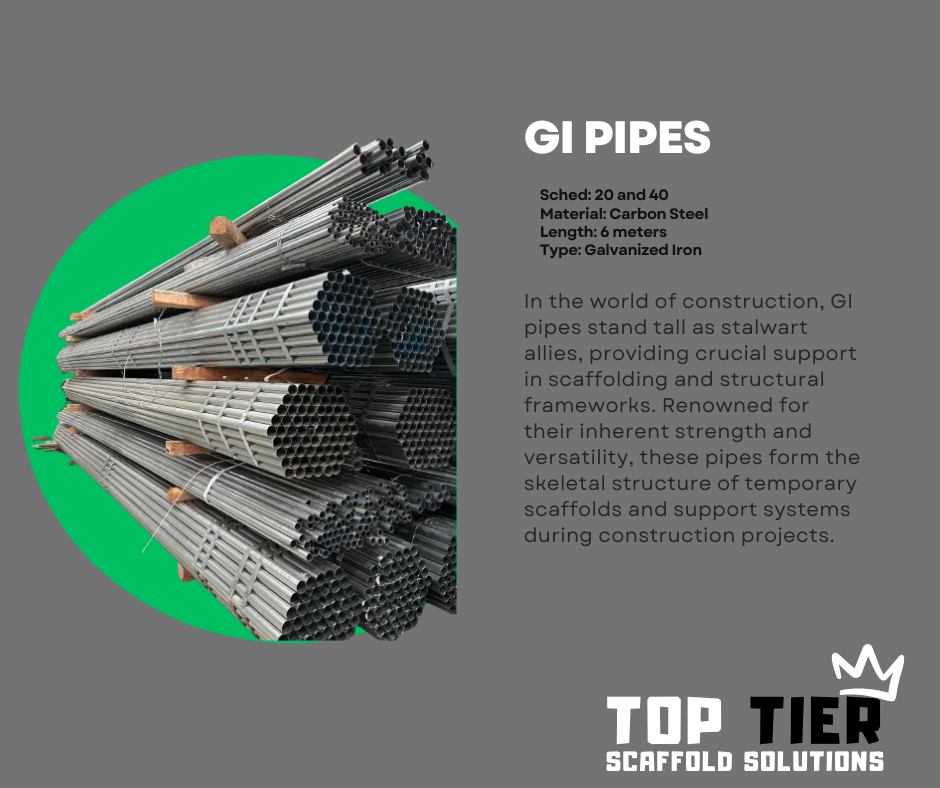 GI PIPES
Sched: 20 and 40
Material: Carbon Steel
Length: 6 meters
Type: Galvanized Iron
In the world of construction, GI
pipes stand tall as stalwart
allies, providing crucial support
in scaffolding and structural
frameworks. Renowned for
their inherent strength and
versatility, these pipes form the
skeletal structure of temporary
scaffolds and support systems
during construction projects.
TOP TIER
SCAFFOLD SOLUTIONS